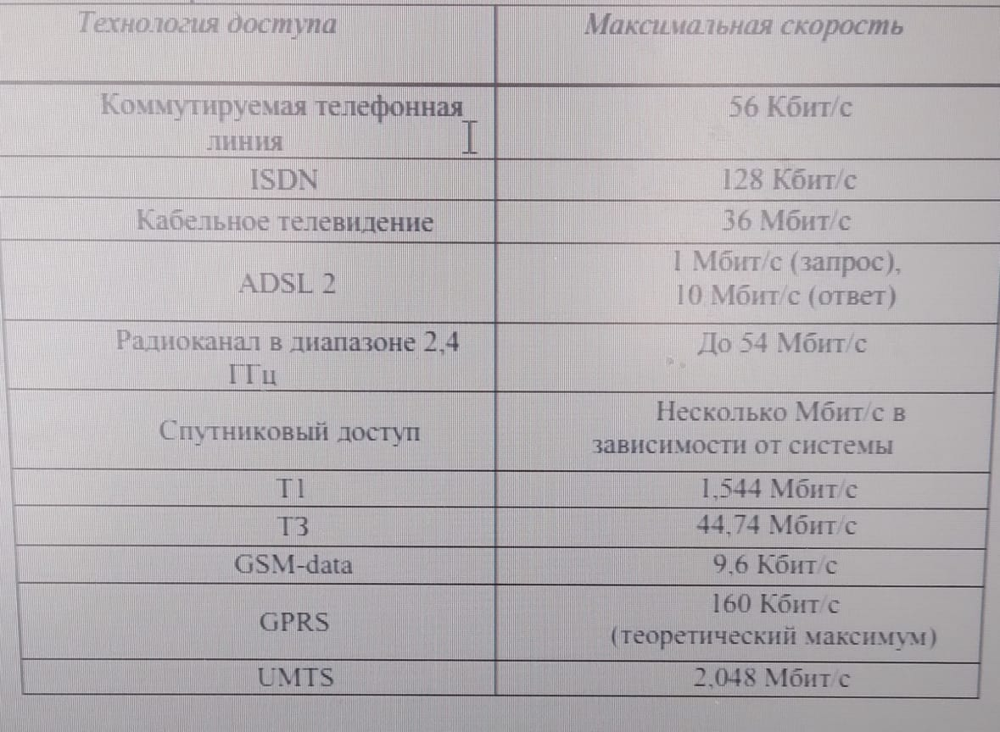 Технология доступа
Максимальная скорость
Коммутируемая телефонная
линия
56 Кбит/с
ISDN
128 Кбит/с
Кабельное телевидение
36 Мбит/с
ADSL 2
1 Мбит/с (запрос),
10 Мбит/с (ответ)
Радиоканал в диапазоне 2,4
ГГц
До 54 Мбит/с
Спутниковый доступ
Несколько Мбит/с в
зависимости от системы
T1
1,544 Мбит/с
T3
44,74 Мбит/с
GSM-data
9,6 Кбит/с
GPRS
160 Кбит/с
(теоретический максимум)
UMTS
2,048 Мбит/с